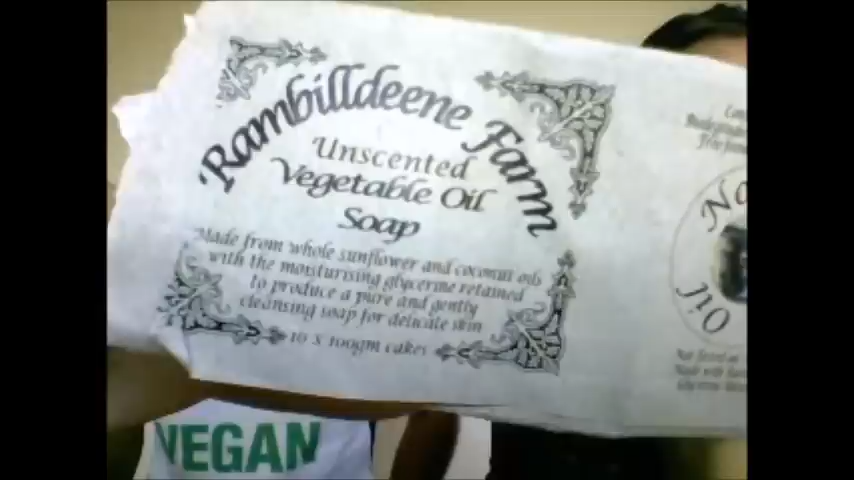 'Rambilldeene Farm
Unscented
Vegetable Oil
Soap
Made from whole sunflower and coconut oils
with the moisturising glycerine retained
to produce a pure and gently
cleansing soap for delicate skin
10 x 100gm cakes
Oil
VEGAN